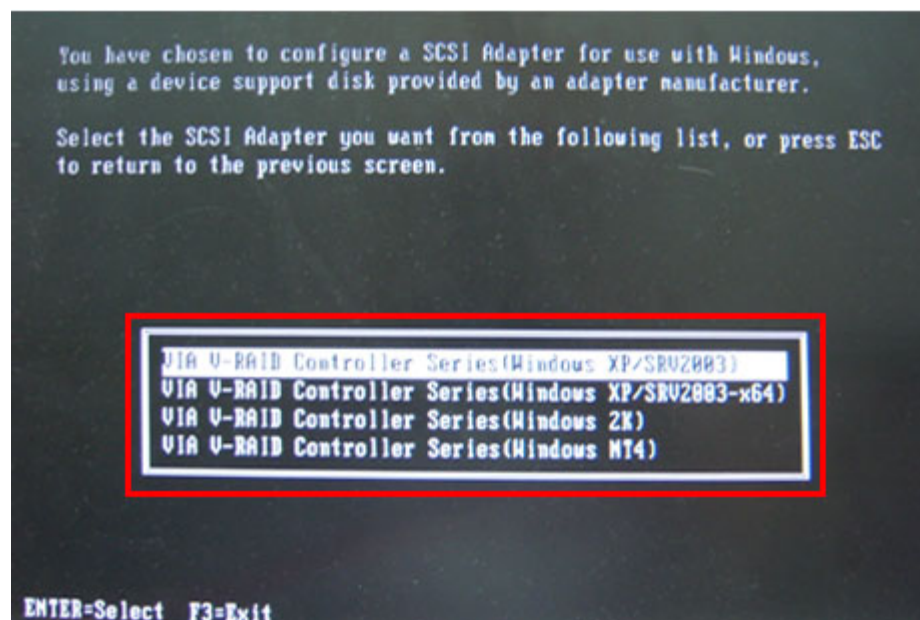 You have chosen to configure a SCSI Adapter for use with Windows,
using a device support disk provided by an adapter manufacturer.
Select the SCSI Adapter you want from the following list, or press ESC
to return to the previous screen.
VIA V-RAID Controller Series(Windows XP/SRV2003)
VIA V-RAID Controller Series(Windows XP/SRV2003-x64)
VIA V-RAID Controller Series(Windows 2K)
VIA V-RAID Controller Series(Windows NT4)
ENTER=Select F3=Exit